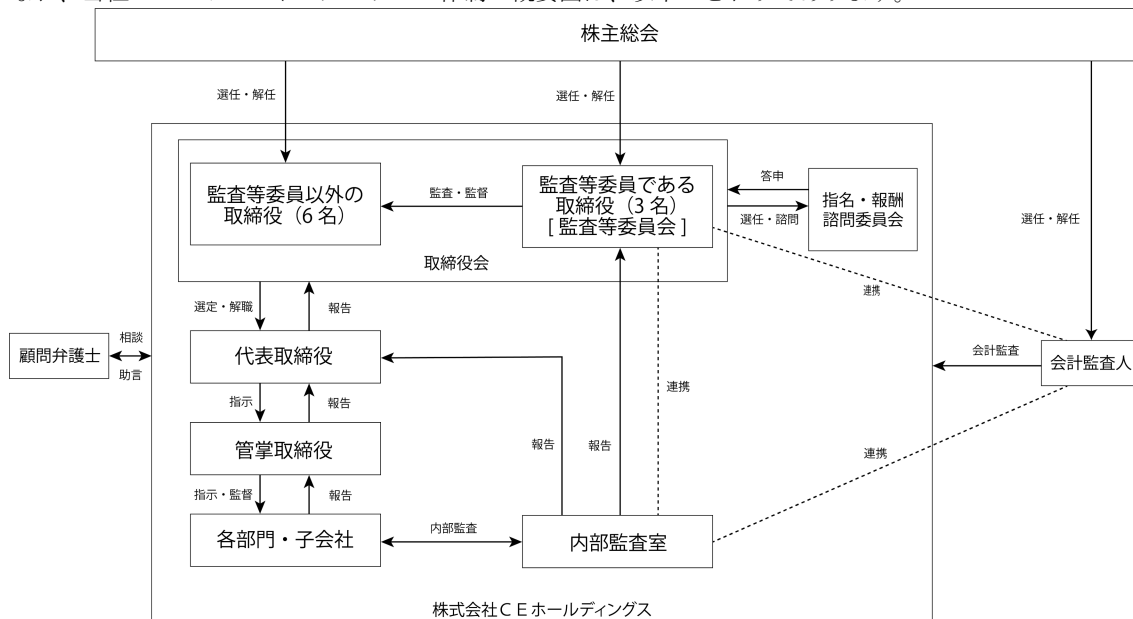 株主総会
選任・解任
選任・解任
選任・解任
監査等委員以外の
取締役（6 名）
監査・監督
監査等委員である
取締役（3 名）
[ 監査等委員会 ]
答申
選任・諮問
指名・報酬
諮問委員会
取締役会
選定・解職
報告
連携
顧問弁護士
相談
助言
代表取締役
会計監査
会計監査人
指示
報告
連携
管掌取締役
報告
報告
連携
指示・監督
報告
各部門・子会社
内部監査
内部監査室
株式会社ＣＥホールディングス